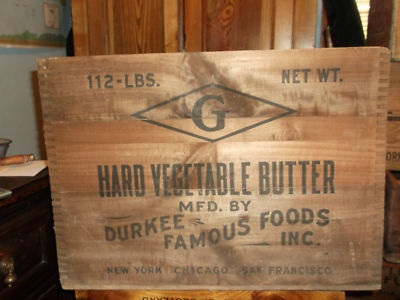 112-LBS. NET WT.
G
HARD VEGETABLE BUTTER
MFD. BY
DURKEE
FAMOUS FOODS
INC.
NEW YORK CHICAGO SAN FRANCISCO